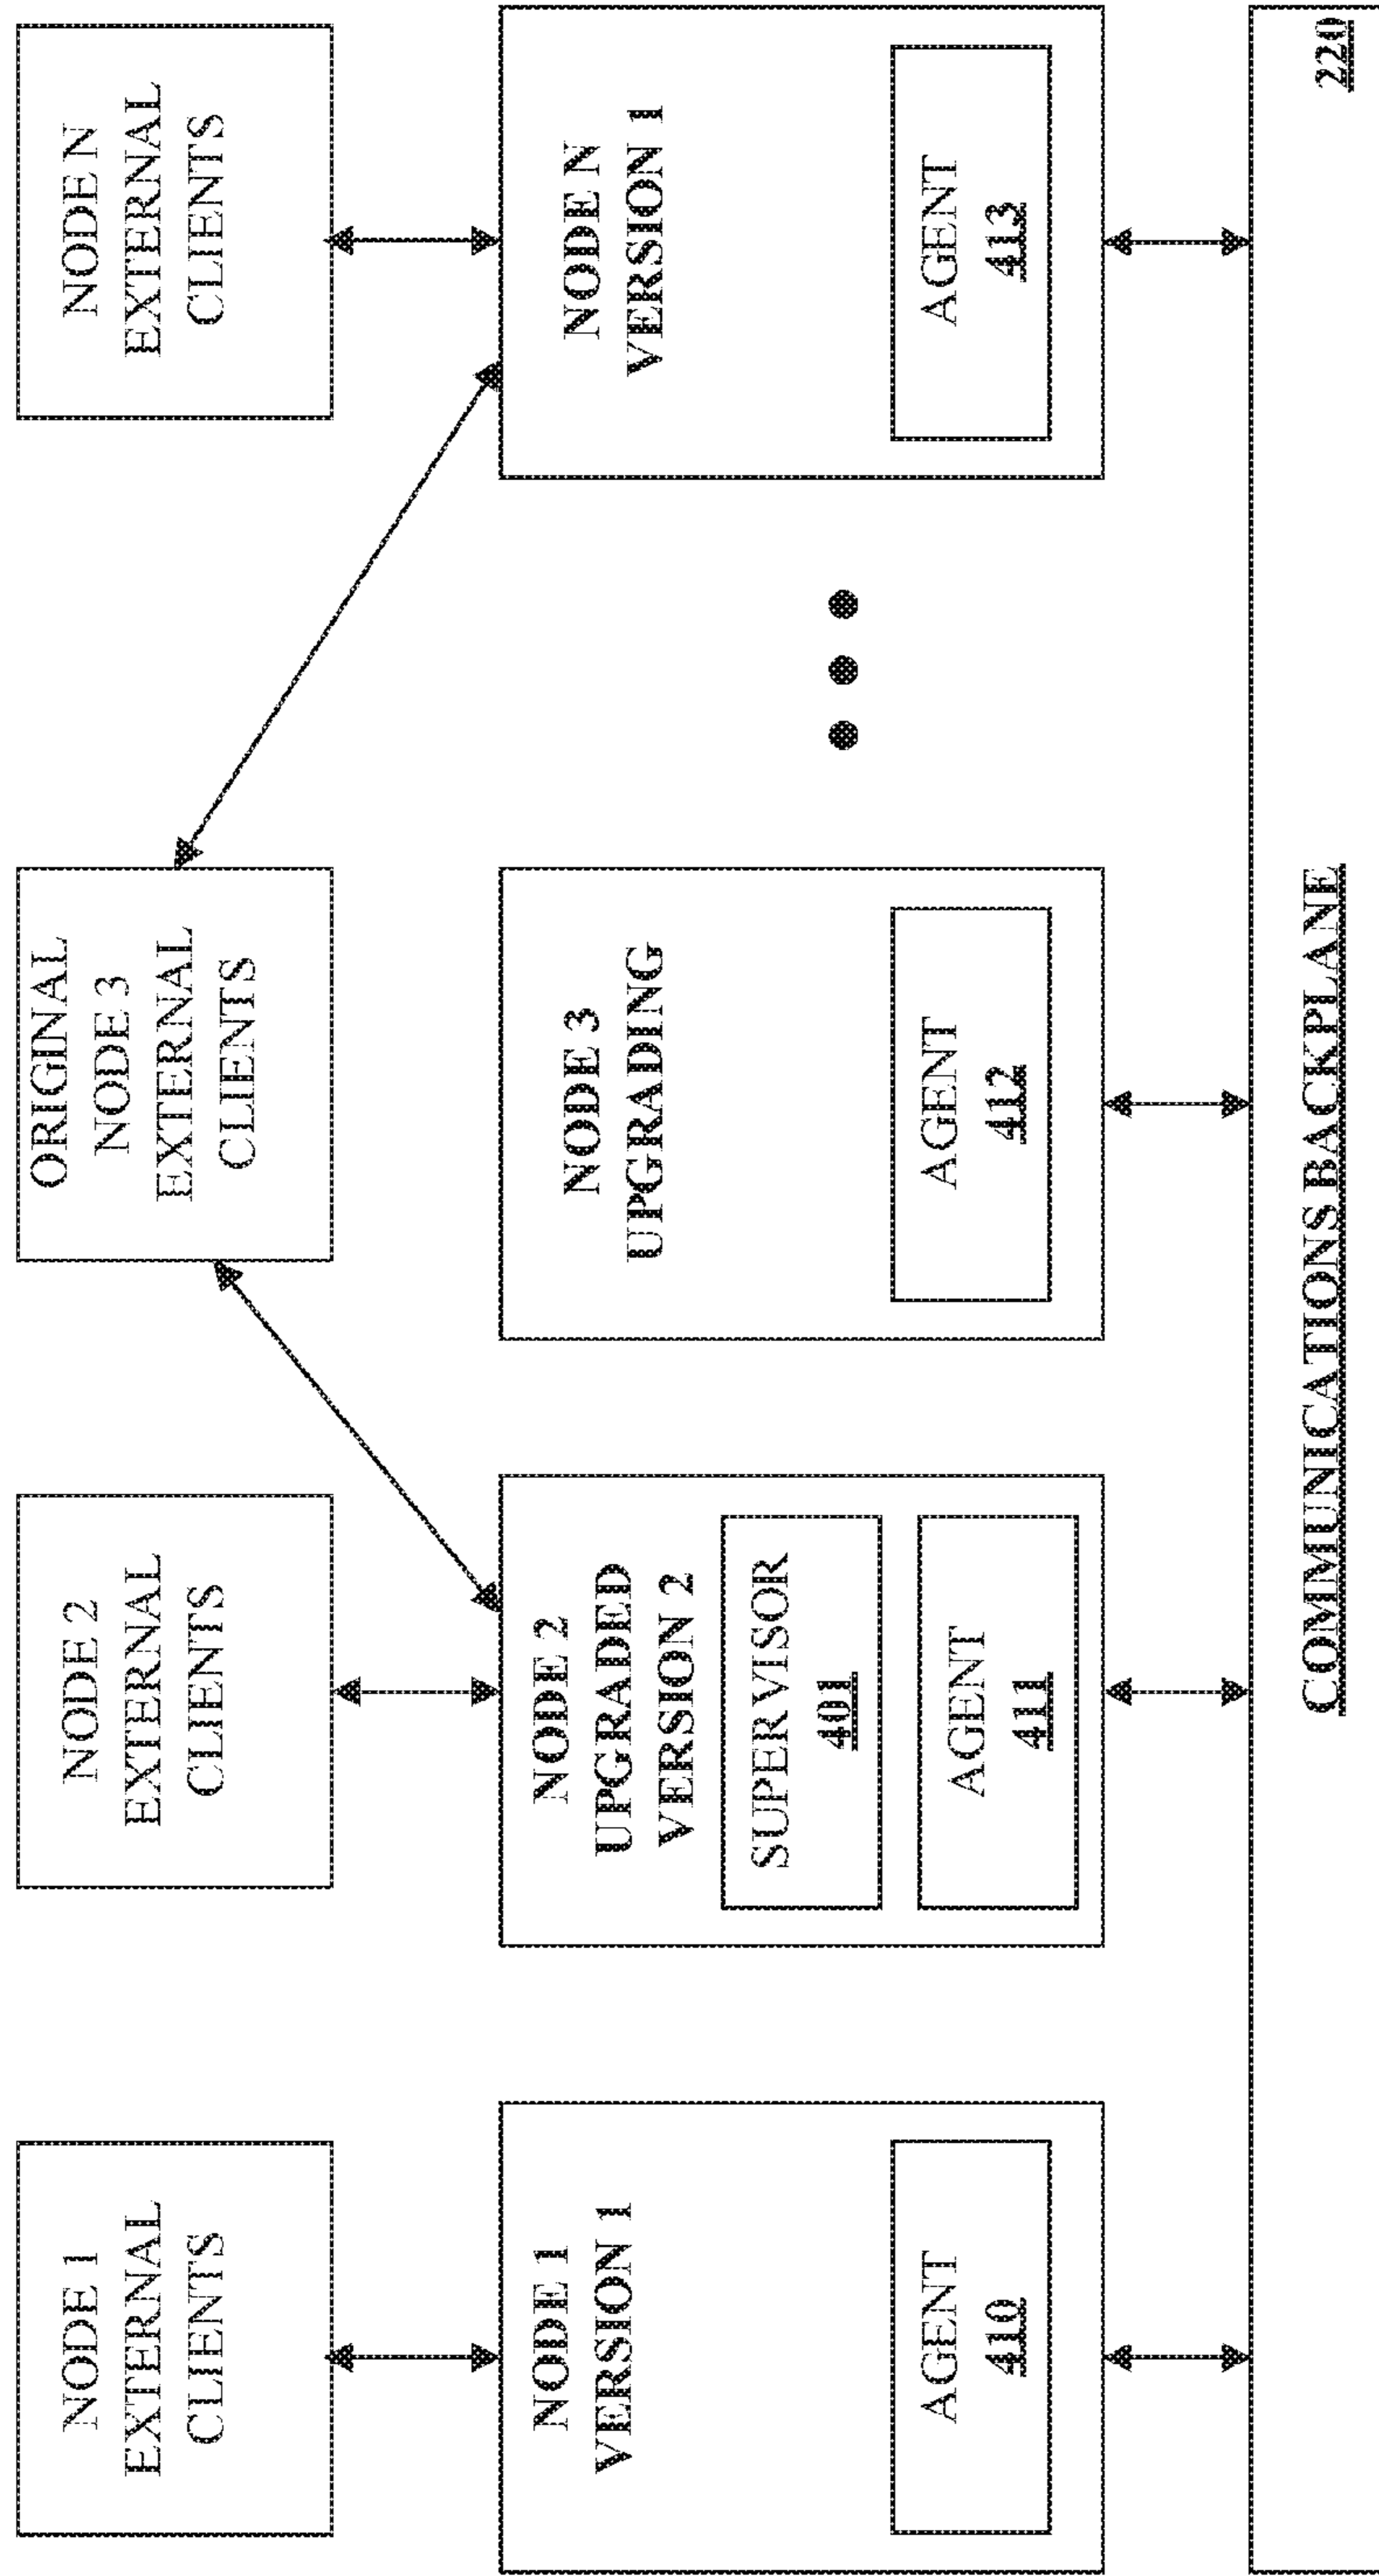 NODE 1
EXTERNAL
CLIENTS
NODE 2
EXTERNAL
CLIENTS
ORIGINAL
NODE 3
EXTERNAL
CLIENTS
NODE N
EXTERNAL
CLIENTS
NODE 1
VERSION 1
AGENT
410
NODE 2
UPGRADED
VERSION 2
SUPERVISOR
401
AGENT
411
NODE 3
UPGRADING
AGENT
412
NODE N
VERSION 1
AGENT
413
COMMUNICATIONS BACKPLANE
220